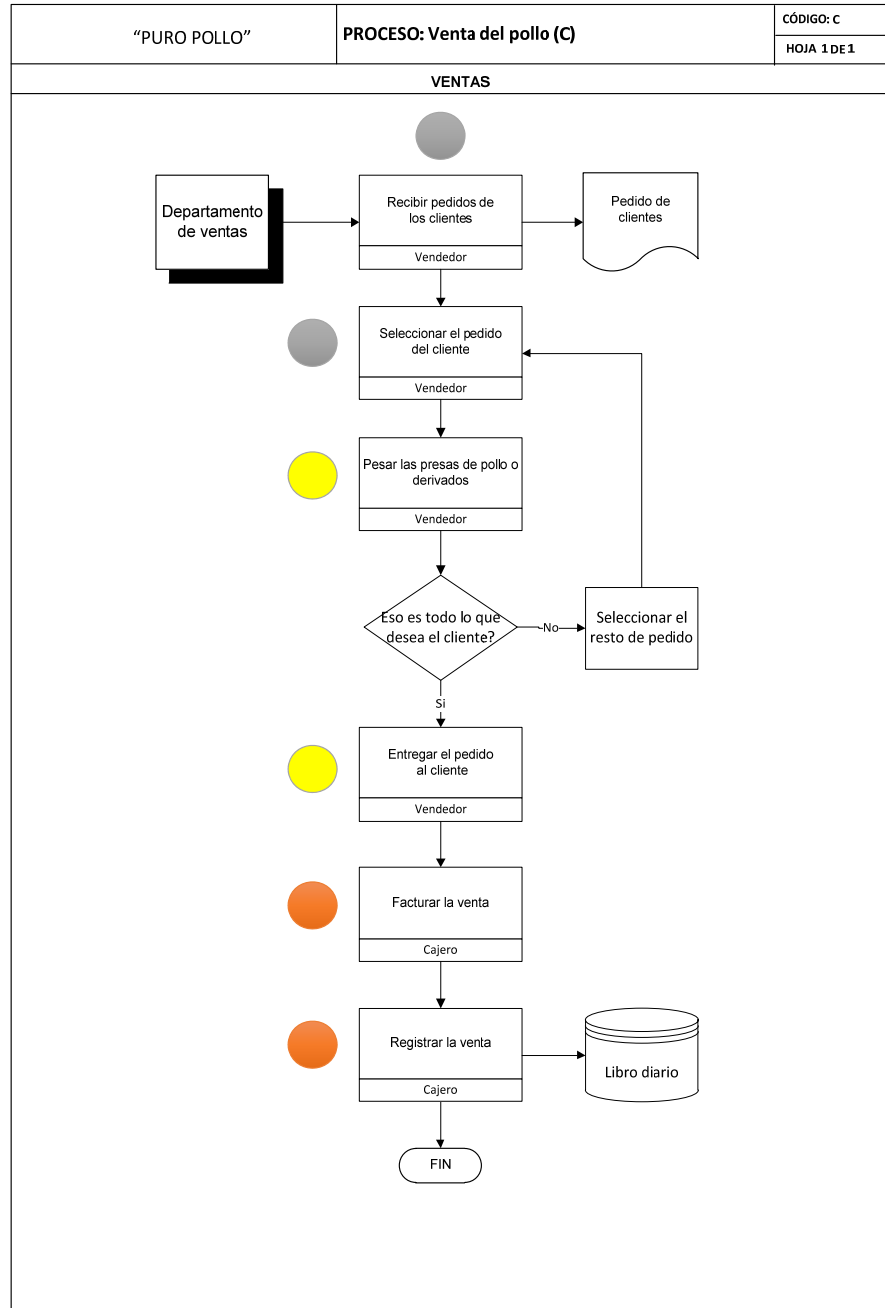 “PURO POLLO”
PROCESO: Venta del pollo (C)
CÓDIGO: C
HOJA 1 DE 1
VENTAS
Departamento
de ventas
Recibir pedidos de
los clientes
Vendedor
Pedido de
clientes
Seleccionar el pedido
del cliente
Vendedor
Pesar las presas de pollo o
derivados
Vendedor
Eso es todo lo que
desea el cliente?
No
Seleccionar el
resto de pedido
Si
Entregar el pedido
al cliente
Vendedor
Facturar la venta
Cajero
Registrar la venta
Cajero
Libro diario
FIN